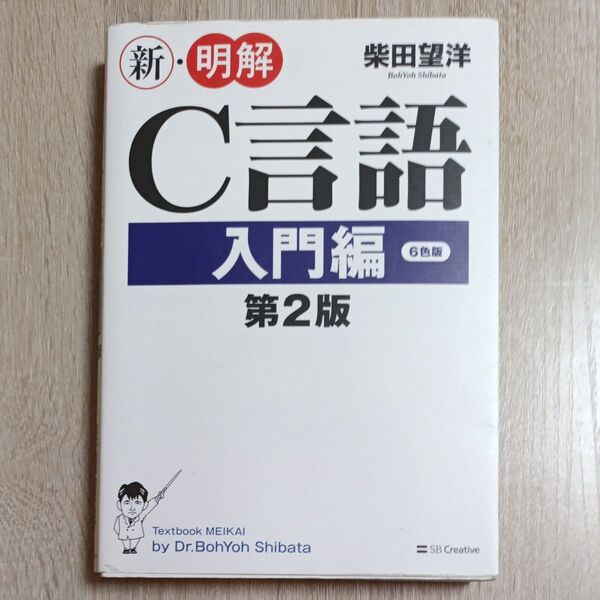 新・明解
柴田望洋
BohYoh Shibata
C言語
入門編 6色版
第2版
Textbook MEIKAI
by Dr.BohYoh Shibata
SB Creative